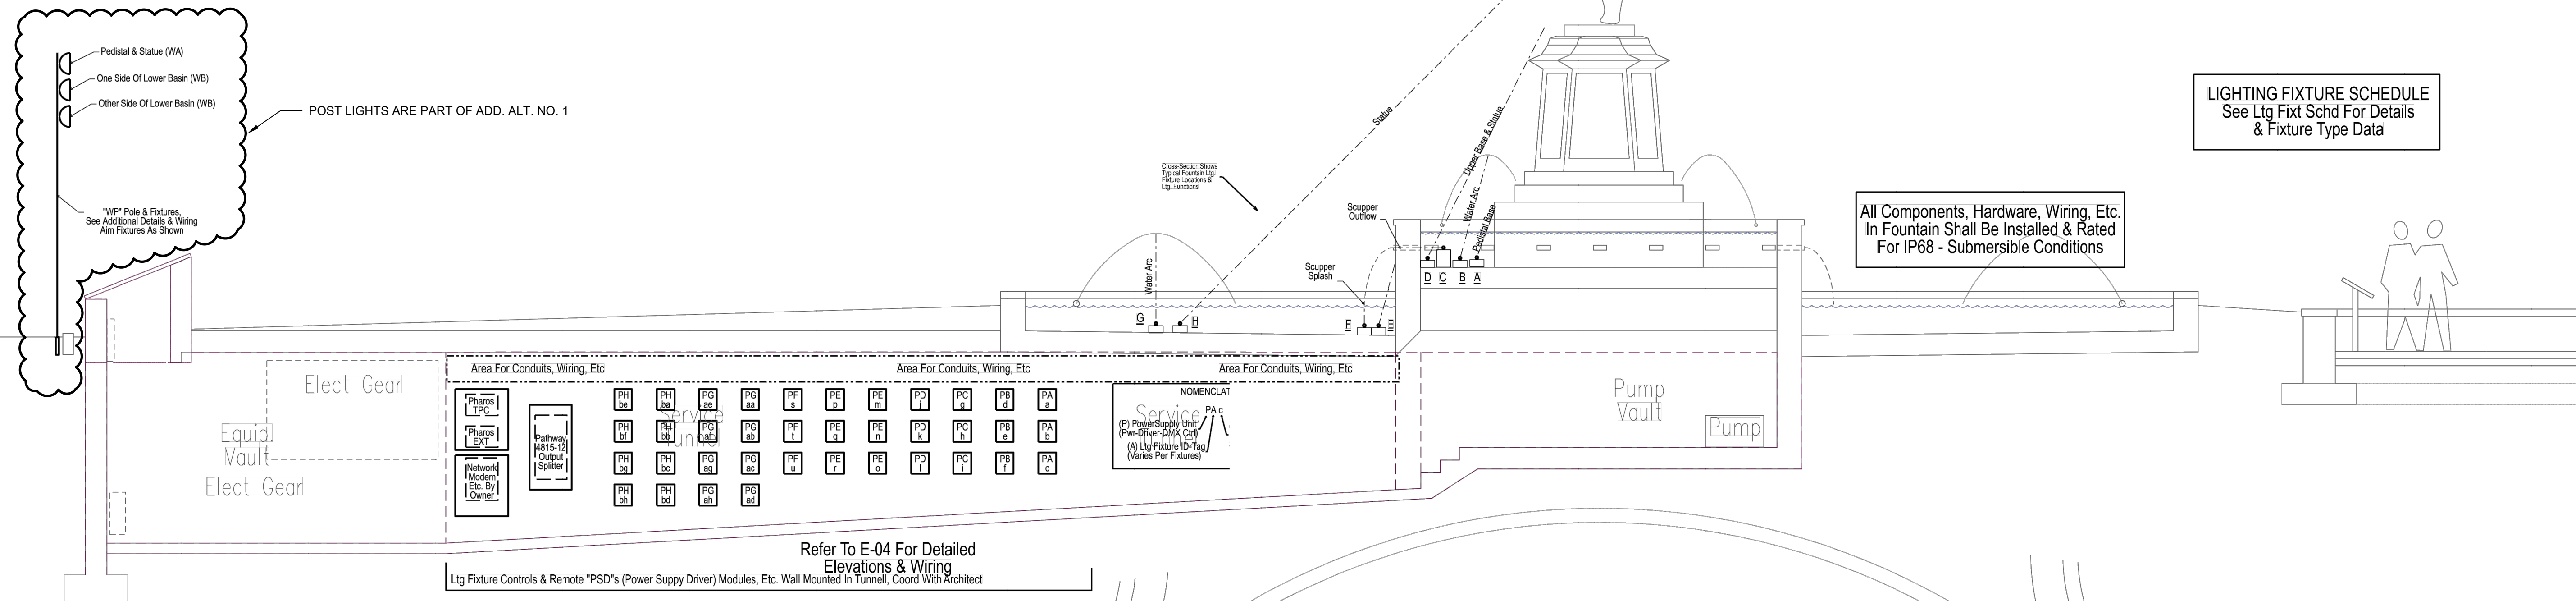 Pedistal & Statue (WA)
One Side Of Lower Basin (WB)
Other Side Of Lower Basin (WB)
POST LIGHTS ARE PART OF ADD. ALT. NO. 1
"WP" Pole & Fixtures,
See Additional Details & Wiring
Aim Fixtures As Shown
Cross-Section Shows
Typical Fountain Ltg.
Fixture Locations &
Ltg. Functions
Statue
Upper Base & Statue
Water Arc
Pedistal Base
Scupper
Outflow
Scupper
Splash
Water Arc
G
H
F
E
D
C
B
A
LIGHTING FIXTURE SCHEDULE
See Ltg Fixt Schd For Details
& Fixture Type Data
All Components, Hardware, Wiring, Etc.
In Fountain Shall Be Installed & Rated
For IP68 - Submersible Conditions
Area For Conduits, Wiring, Etc
Area For Conduits, Wiring, Etc
Area For Conduits, Wiring, Etc
Elect Gear
Equip.
Vault
Elect Gear
Pharos
TPC
Pharos
EXT
Network
Modem
Etc. By
Owner
Pathway
4815-12
Output
Splitter
Service
Tunnel
PH be
PH ba
PG ae
PG aa
PF s
PE p
PE m
PD j
PC g
PB d
PA a
PH bf
PH bb
PG af
PG ab
PF t
PE q
PE n
PD k
PC h
PB e
PA b
PH bg
PH bc
PG ag
PG ac
PF u
PE r
PE o
PD l
PC i
PB f
PA c
PH bh
PH bd
PG ah
PG ad
NOMENCLAT
Service
Tunnel
PA c
(P) PowerSupply Unit
(Pwr-Driver-DMX Ctrl)
(A) Ltg Fixture ID-Tag
(Varies Per Fixtures)
Pump
Vault
Pump
Refer To E-04 For Detailed
Elevations & Wiring
Ltg Fixture Controls & Remote "PSD"s (Power Suppy Driver) Modules, Etc. Wall Mounted In Tunnell, Coord With Architect